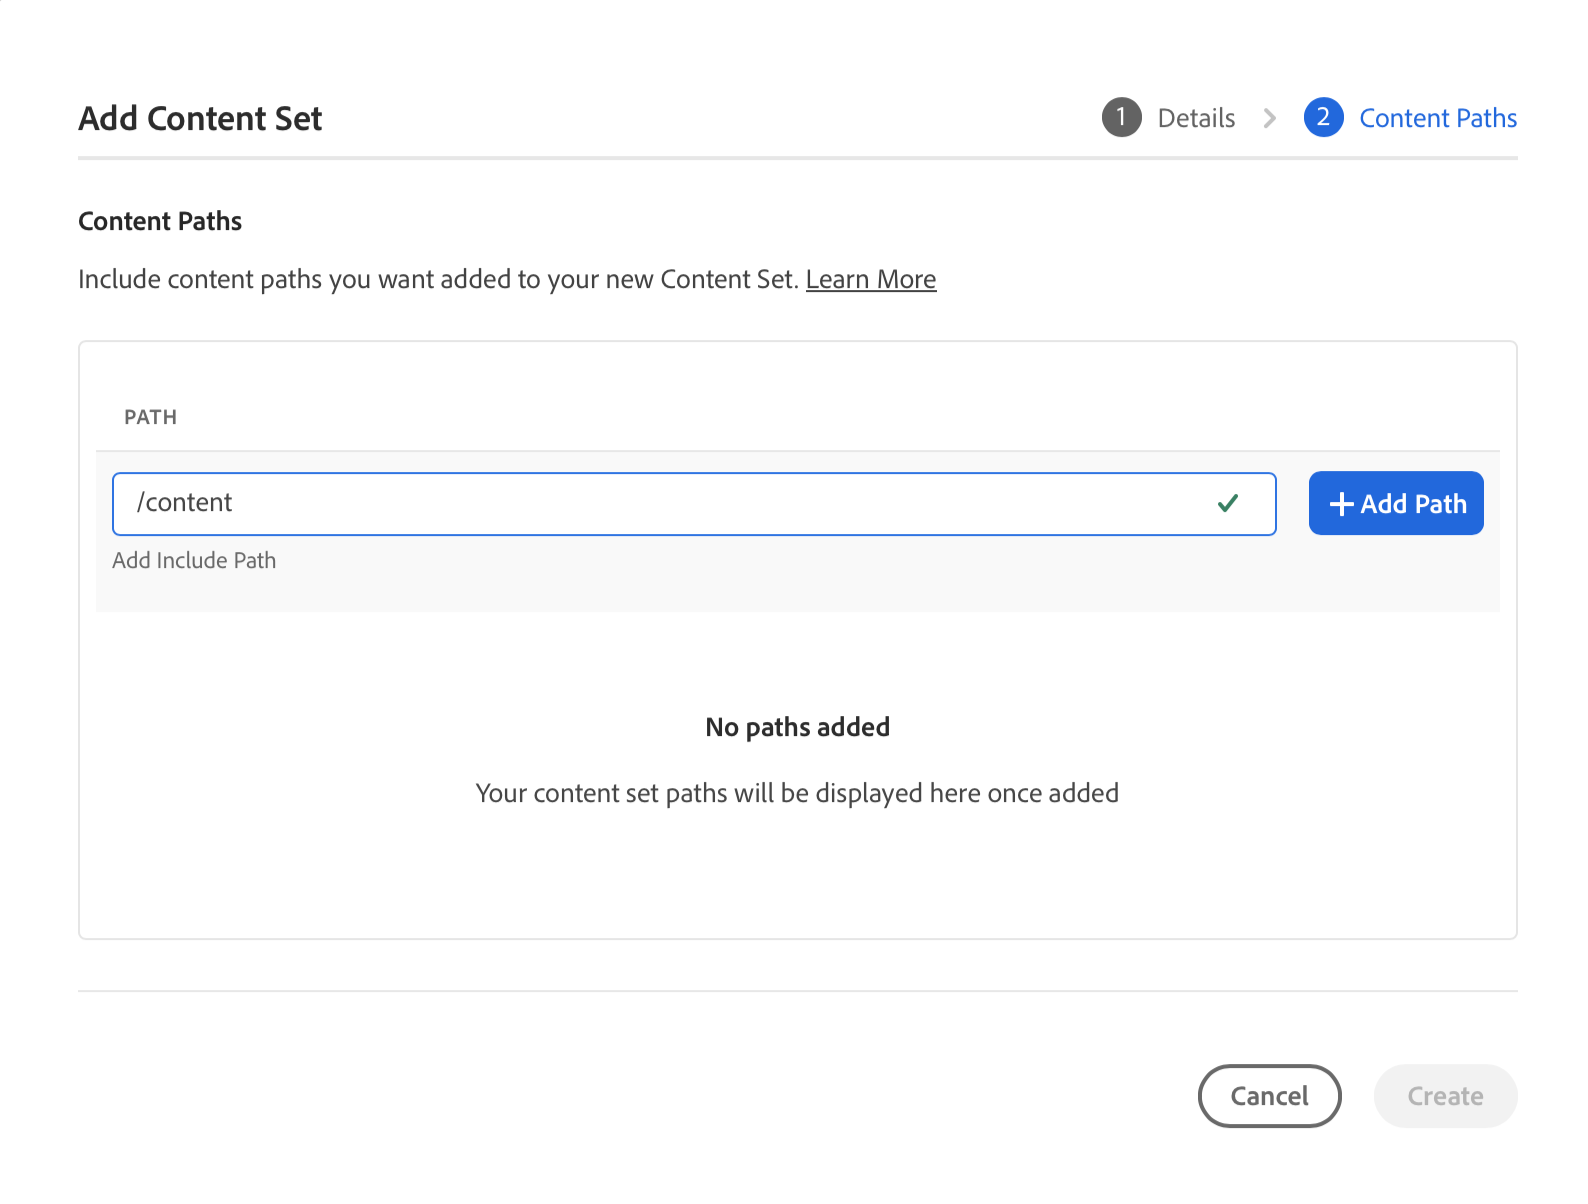 Add Content Set
1 Details > 2 Content Paths
Content Paths
Include content paths you want added to your new Content Set. Learn More
PATH
/content
+ Add Path
Add Include Path
No paths added
Your content set paths will be displayed here once added
Cancel
Create